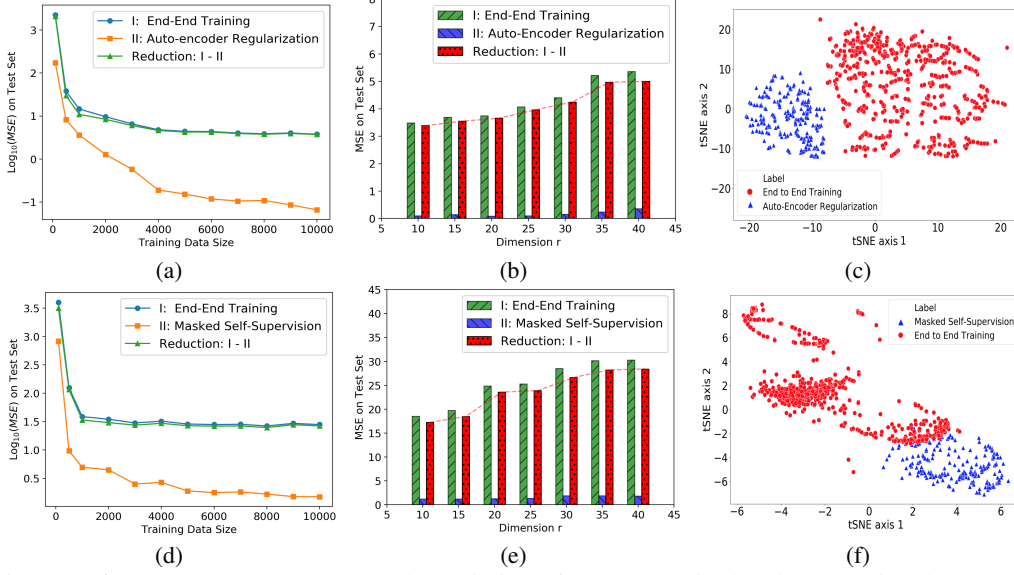 I: End-End Training
II: Auto-encoder Regularization
Reduction: I - II
Log10(MSE) on Test Set
3
2
1
0
−1
0 2000 4000 6000 8000 10000
Training Data Size
(a)
I: End-End Training
II: Auto-encoder Regularization
Reduction: I - II
MSE on Test Set
8
7
6
5
4
3
2
1
0
5 10 15 20 25 30 35 40 45
Dimension r
(b)
tSNE axis 2
20
10
0
−10
−20
Label
End to End Training
Auto-Encoder Regularization
−20 −10 0 10 20
tSNE axis 1
(c)
I: End-End Training
II: Masked Self-Supervision
Reduction: I - II
Log10(MSE) on Test Set
3.5
3.0
2.5
2.0
1.5
1.0
0.5
0 2000 4000 6000 8000 10000
Training Data Size
(d)
I: End-End Training
II: Masked Self-Supervision
Reduction: I - II
MSE on Test Set
45
40
35
30
25
20
15
10
5
0
5 10 15 20 25 30 35 40 45
Dimension r
(e)
Label
Masked Self-Supervision
End to End Training
tSNE axis 2
8
6
4
2
0
−2
−4
−6
−6 −4 −2 0 2 4 6
tSNE axis 1
(f)